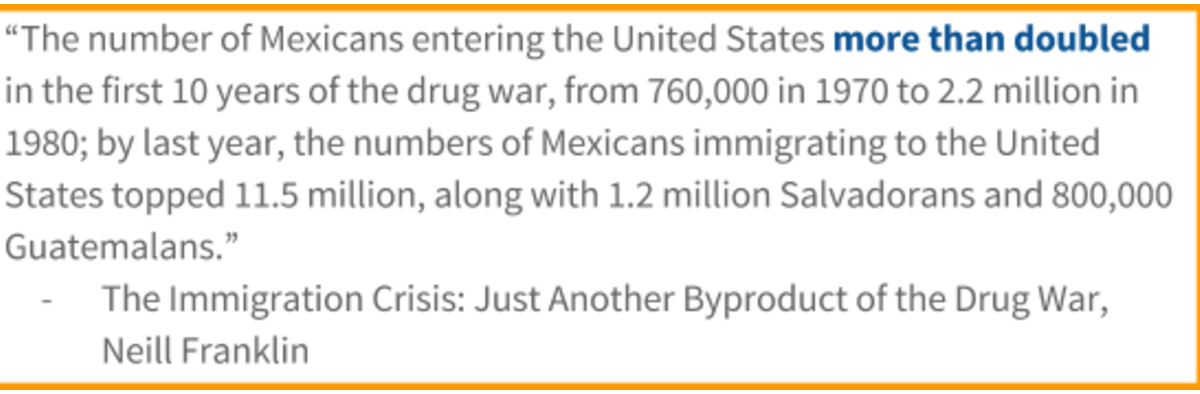 “The number of Mexicans entering the United States more than doubled
in the first 10 years of the drug war, from 760,000 in 1970 to 2.2 million in
1980; by last year, the numbers of Mexicans immigrating to the United
States topped 11.5 million, along with 1.2 million Salvadorans and 800,000
Guatemalans.”
- The Immigration Crisis: Just Another Byproduct of the Drug War,
Neill Franklin